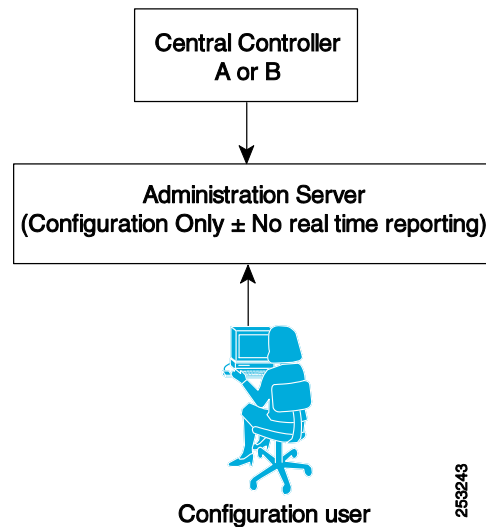 Central Controller
A or B
Administration Server
(Configuration Only ± No real time reporting)
Configuration user
253243